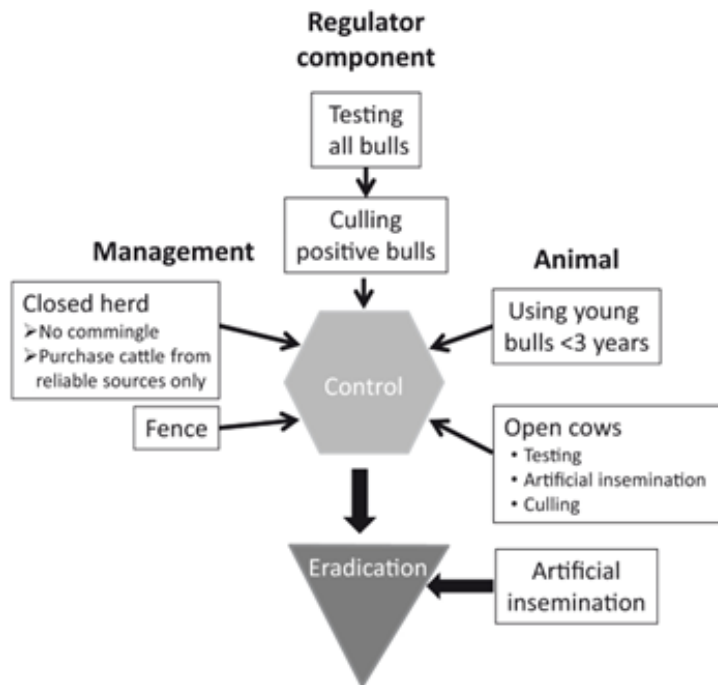 Regulator
component
Testing
all bulls
Culling
positive bulls
Management
Closed herd
➢No commingle
➢Purchase cattle from
reliable sources only
Fence
Animal
Using young
bulls <3 years
Open cows
• Testing
• Artificial insemination
• Culling
Control
Eradication
Artificial
insemination